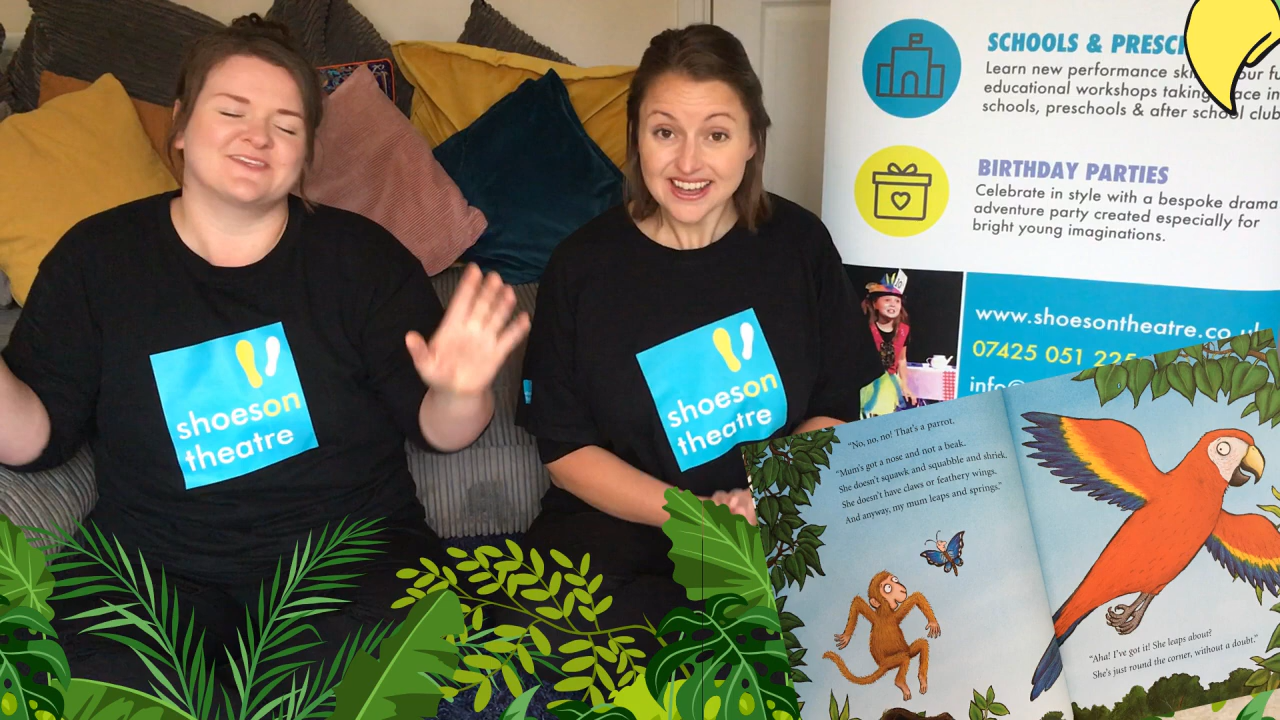 SCHOOLS &
Learn new performance
educational workshops taking place in
schools, preschools & after school
BIRTHDAY PARTIES
Celebrate in style with a bespoke drama
adventure party created especially for
bright young imaginations.
www.shoesontheatre.co.uk
07425 051
shoeson
theatre
shoeson
theatre
"No, no, no! That's a parrot.
"Mum's got a nose and not a beak.
She doesn't squawk and squabble and shriek.
She doesn't have claws or feathery wings.
And anyway, my mum leaps and springs."
"Aha! I've got it! She leaps about?
She's just round the corner, without a doubt."